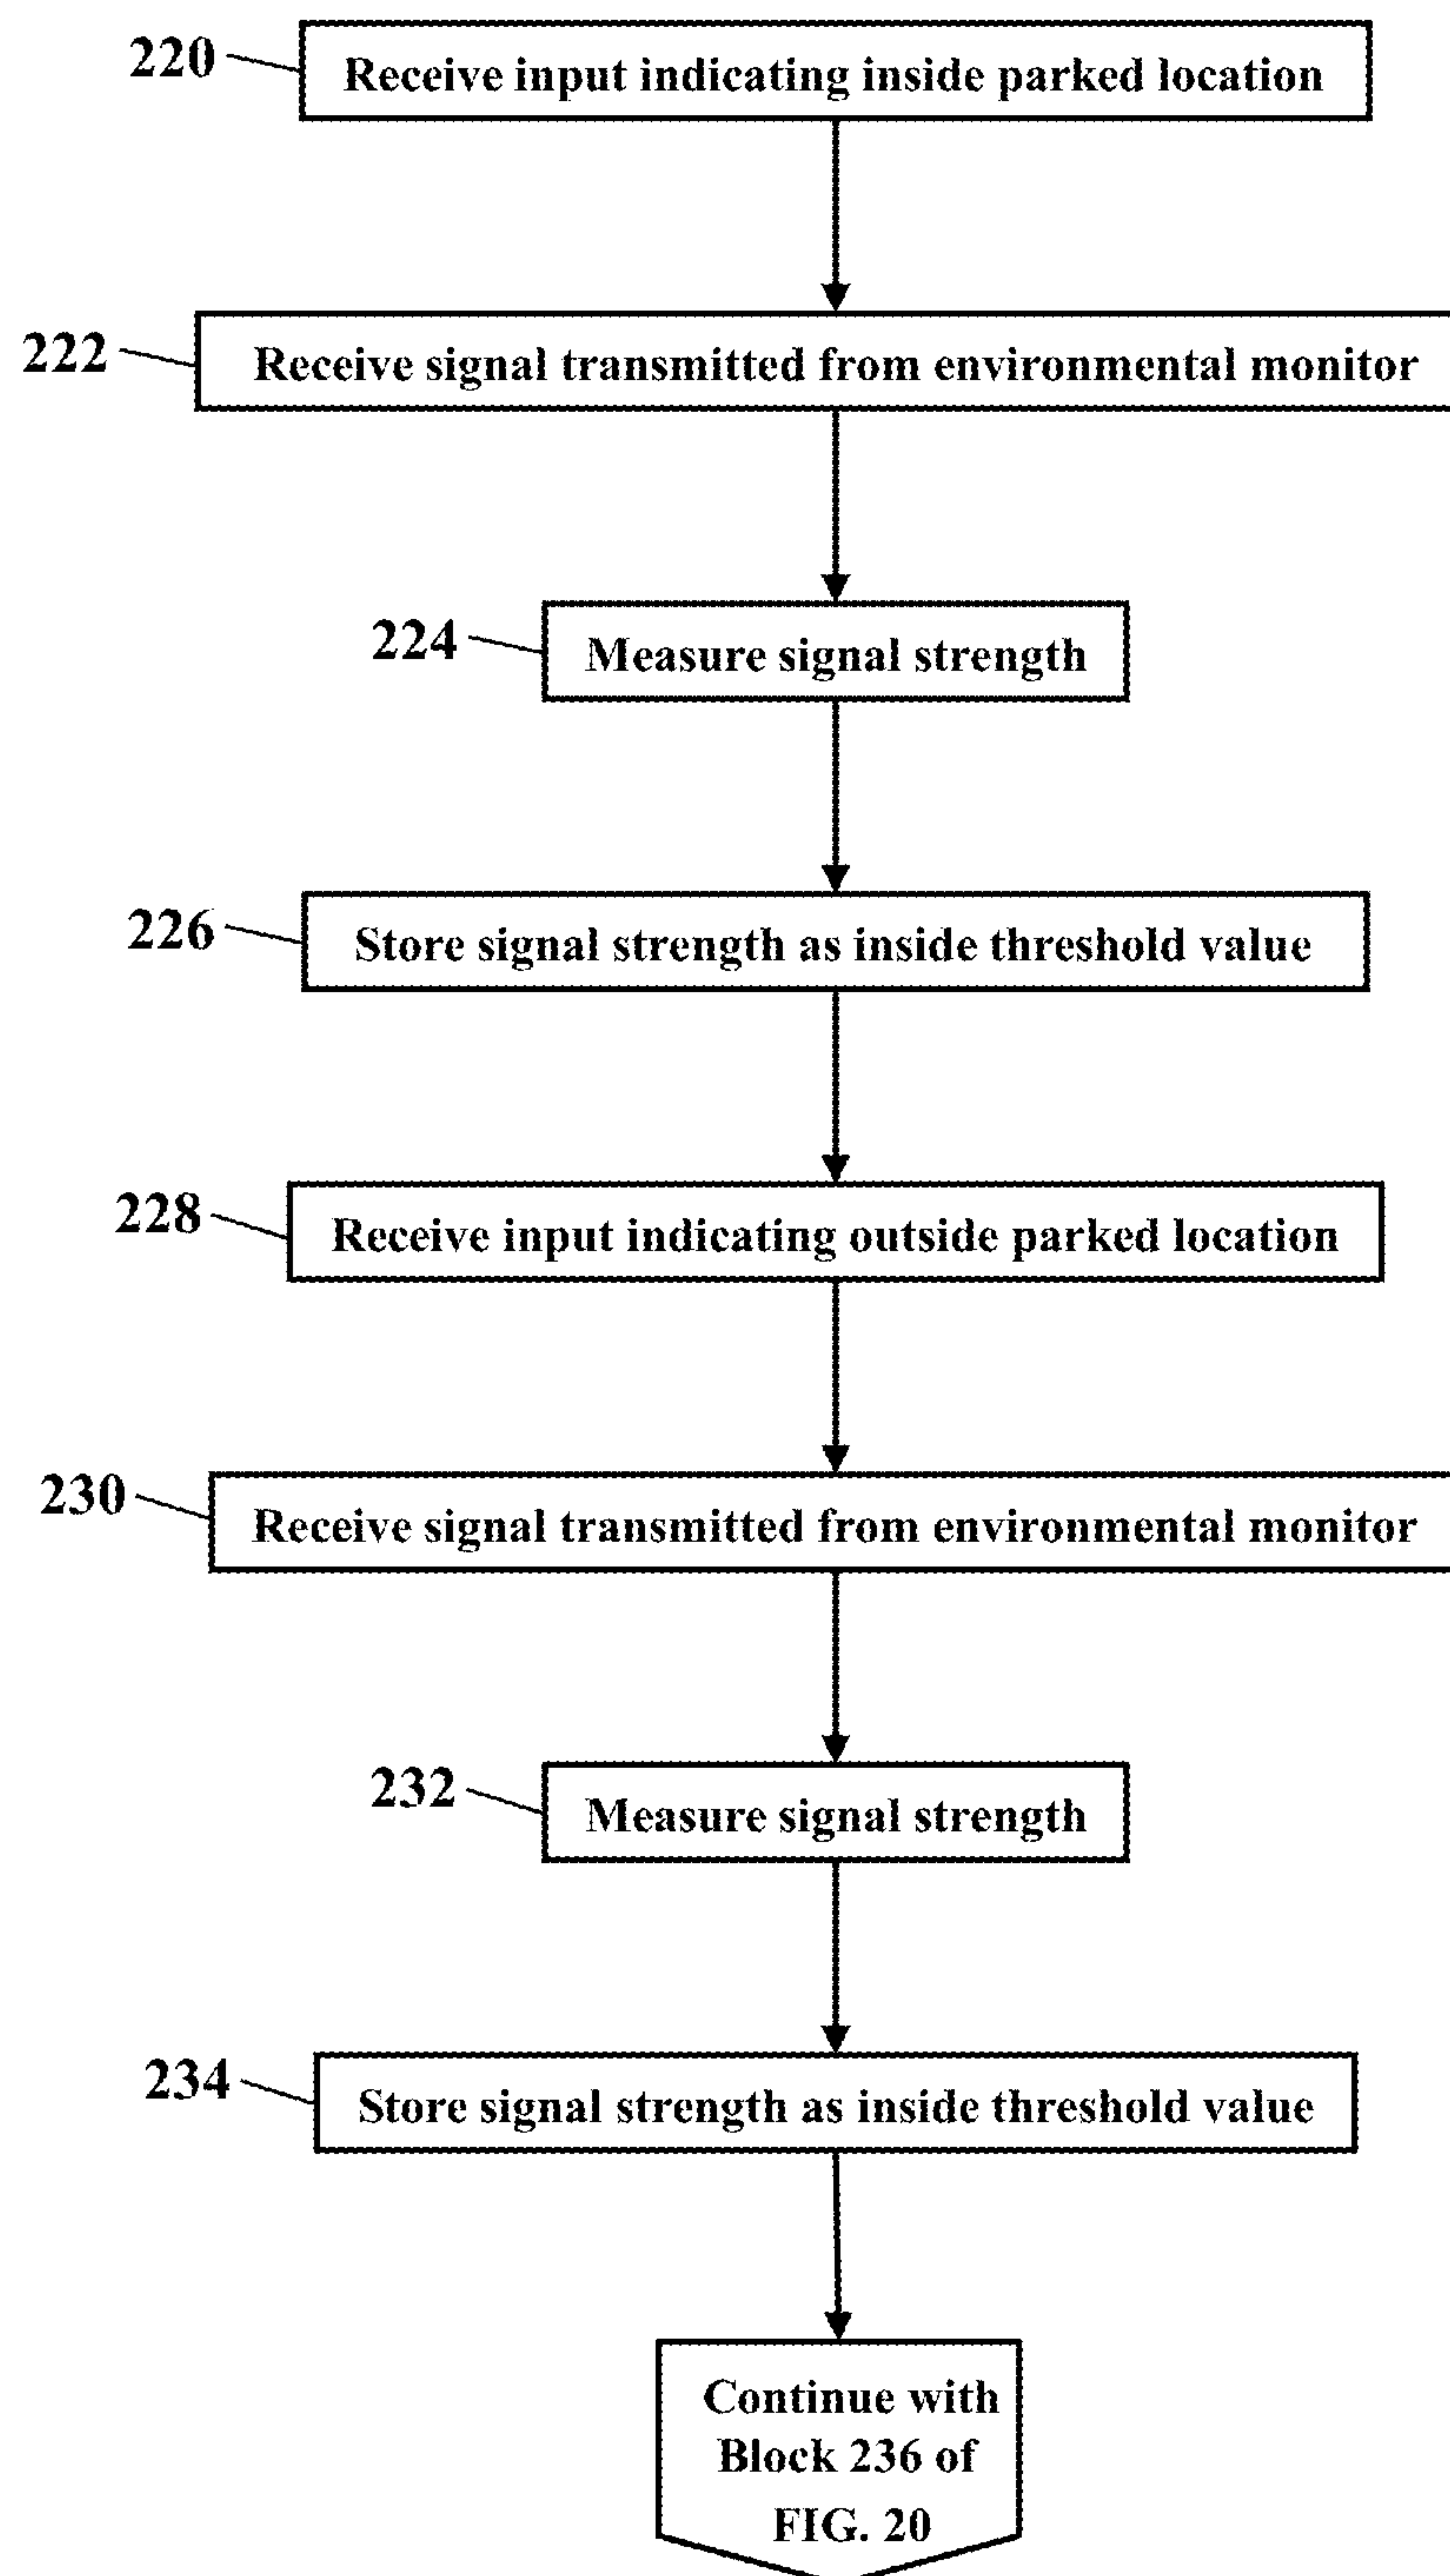 220
Receive input indicating inside parked location
222
Receive signal transmitted from environmental monitor
224
Measure signal strength
226
Store signal strength as inside threshold value
228
Receive input indicating outside parked location
230
Receive signal transmitted from environmental monitor
232
Measure signal strength
234
Store signal strength as inside threshold value
Continue with
Block 236 of
FIG. 20